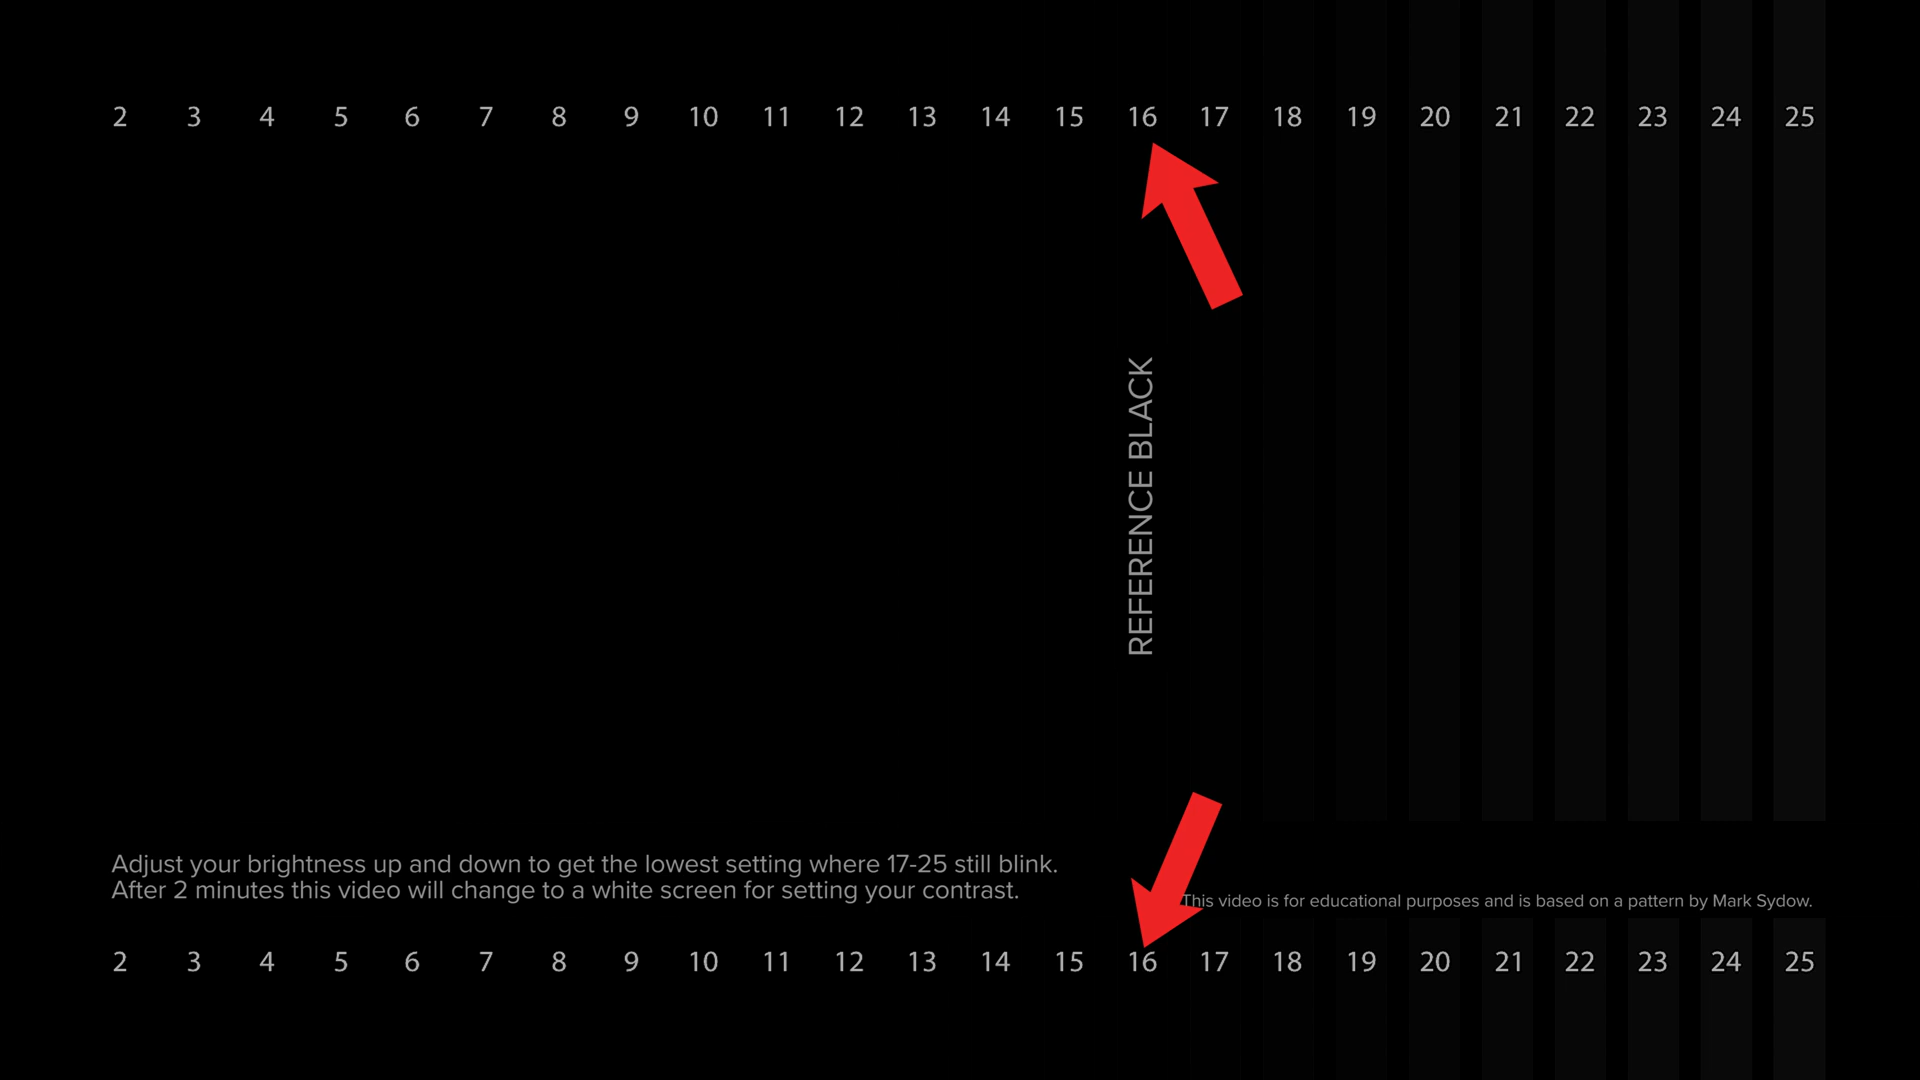 2 3 4 5 6 7 8 9 10 11 12 13 14 15 16 17 18 19 20 21 22 23 24 25
REFERENCE BLACK
Adjust your brightness up and down to get the lowest setting where 17-25 still blink.
After 2 minutes this video will change to a white screen for setting your contrast.
This video is for educational purposes and is based on a pattern by Mark Sydow.
2 3 4 5 6 7 8 9 10 11 12 13 14 15 16 17 18 19 20 21 22 23 24 25